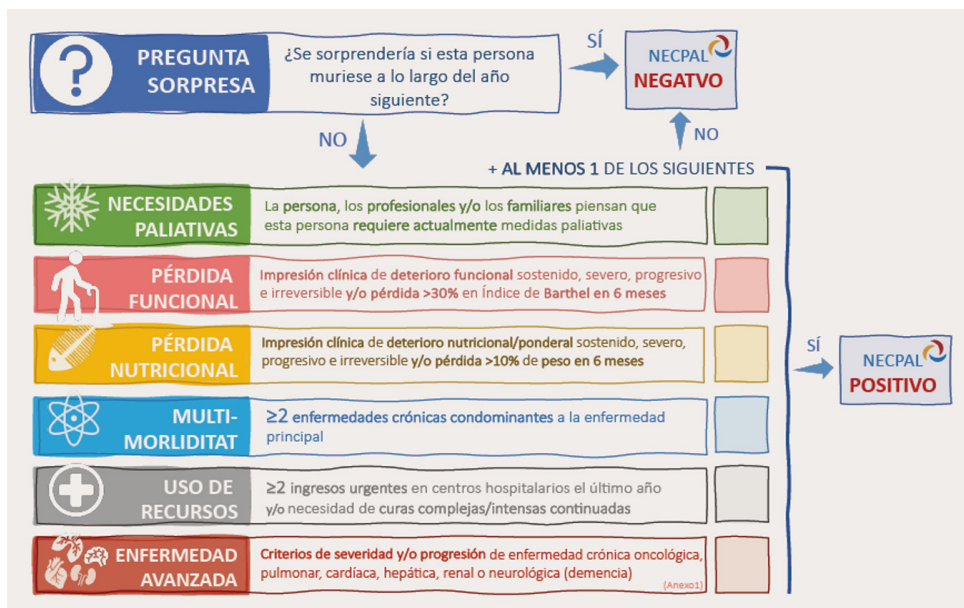 ?
PREGUNTA
SORPRESA
¿Se sorprendería si esta persona
muriese a lo largo del año
siguiente?
SÍ
NECPAL
NEGATVO
NO
NO
+ AL MENOS 1 DE LOS SIGUIENTES
NECESIDADES
PALIATIVAS
La persona, los profesionales y/o los familiares piensan que
esta persona requiere actualmente medidas paliativas
PÉRDIDA
FUNCIONAL
Impresión clínica de deterioro funcional sostenido, severo, progresivo
e irreversible y/o pérdida >30% en Índice de Barthel en 6 meses
PÉRDIDA
NUTRICIONAL
Impresión clínica de deterioro nutricional/ponderal sostenido, severo,
progresivo e irreversible y/o pérdida >10% de peso en 6 meses
SÍ
NECPAL
POSITIVO
MULTI-
MORLIDITAT
≥2 enfermedades crónicas condominantes a la enfermedad
principal
USO DE
RECURSOS
≥2 ingresos urgentes en centros hospitalarios el último año
y/o necesidad de curas complejas/intensas continuadas
ENFERMEDAD
AVANZADA
Criterios de severidad y/o progresión de enfermedad crónica oncológica,
pulmonar, cardíaca, hepática, renal o neurológica (demencia)
(Anexo1)